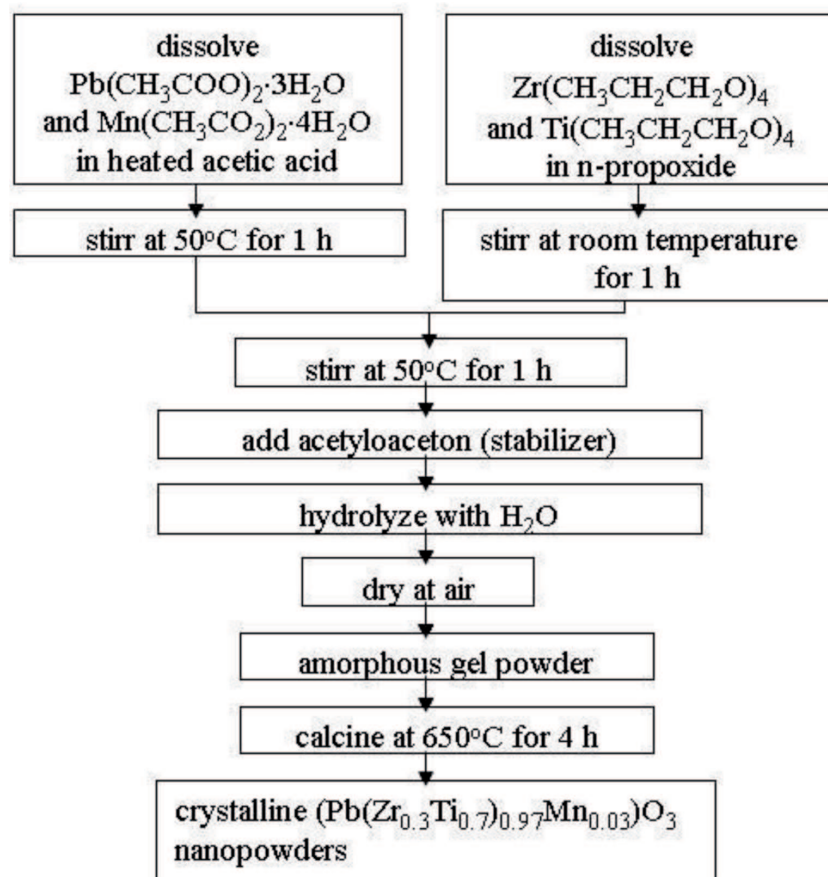 dissolve
Pb(CH₃COO)₂·3H₂O
and Mn(CH₃CO₂)₂·4H₂O
in heated acetic acid
dissolve
Zr(CH₃CH₂CH₂O)₄
and Ti(CH₃CH₂CH₂O)₄
in n-propoxide
stirr at 50°C for 1 h
stirr at room temperature
for 1 h
stirr at 50°C for 1 h
add acetyloaceton (stabilizer)
hydrolyze with H₂O
dry at air
amorphous gel powder
calcine at 650°C for 4 h
crystalline (Pb(Zr₀.₃Ti₀.₇)₀.₉₇Mn₀.₀₃)O₃
nanopowders